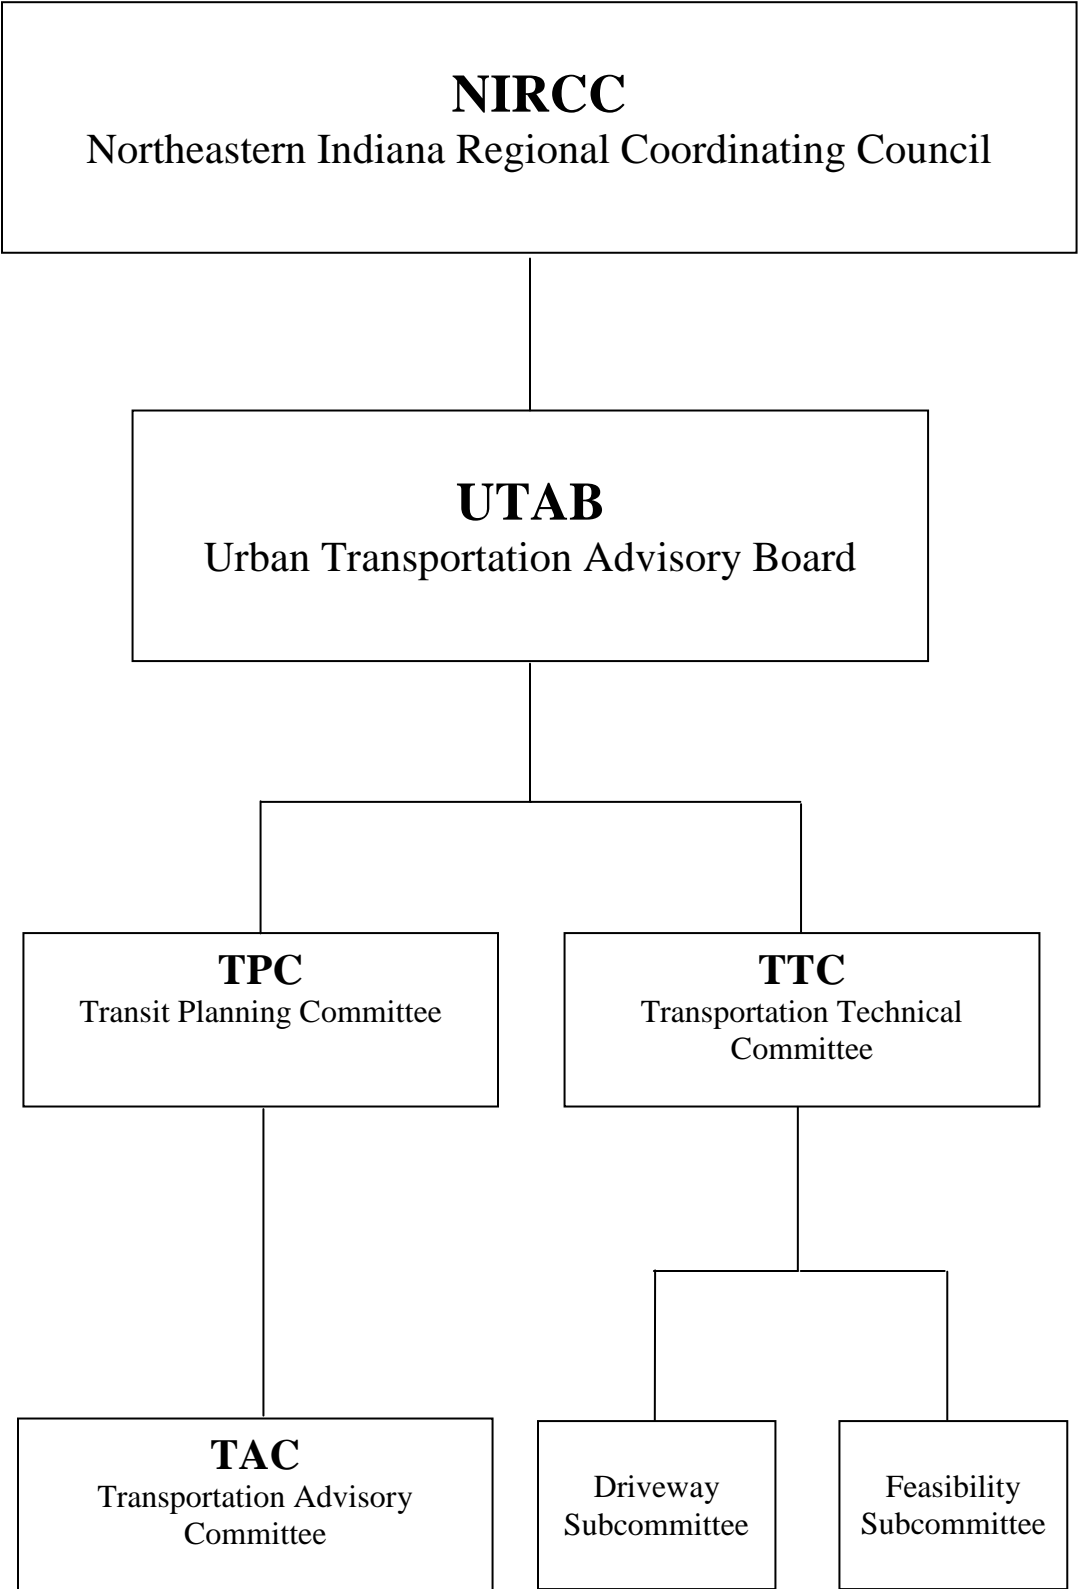 NIRCC
Northeastern Indiana Regional Coordinating Council
UTAB
Urban Transportation Advisory Board
TPC
Transit Planning Committee
TTC
Transportation Technical
Committee
TAC
Transportation Advisory
Committee
Driveway
Subcommittee
Feasibility
Subcommittee